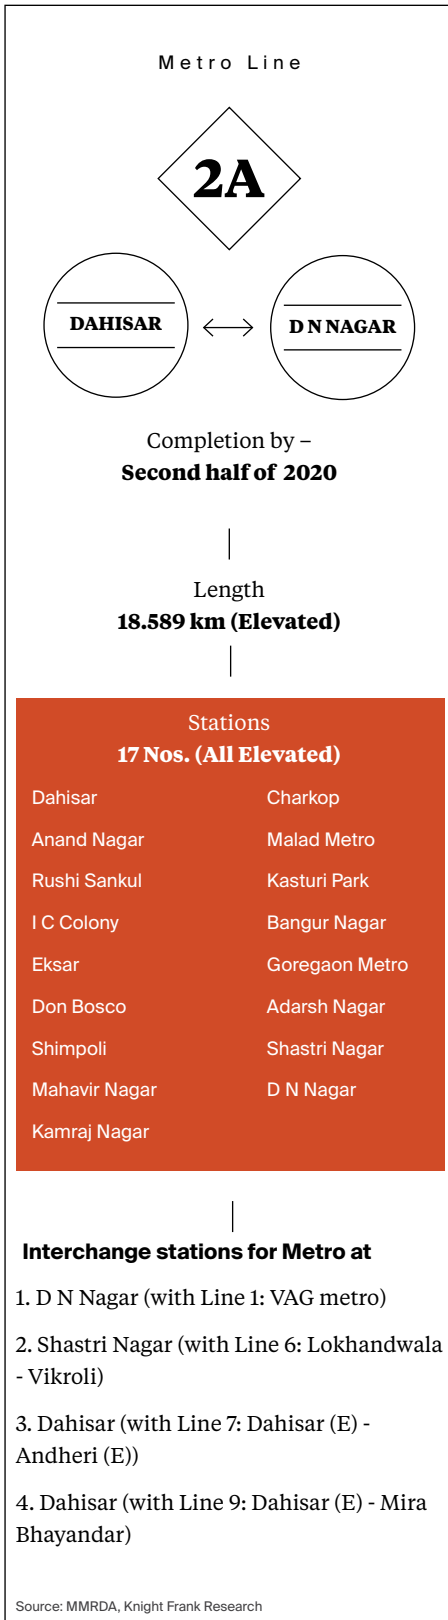 Metro Line
2A
DAHISAR
D N NAGAR
Completion by –
Second half of 2020
Length
18.589 km (Elevated)
Stations
17 Nos. (All Elevated)
Dahisar
Anand Nagar
Rushi Sankul
I C Colony
Eksar
Don Bosco
Shimpoli
Mahavir Nagar
Kamraj Nagar
Charkop
Malad Metro
Kasturi Park
Bangur Nagar
Goregaon Metro
Adarsh Nagar
Shastri Nagar
D N Nagar
Interchange stations for Metro at
1. D N Nagar (with Line 1: VAG metro)
2. Shastri Nagar (with Line 6: Lokhandwala
- Vikroli)
3. Dahisar (with Line 7: Dahisar (E) -
Andheri (E))
4. Dahisar (with Line 9: Dahisar (E) - Mira
Bhayandar)
Source: MMRDA, Knight Frank Research